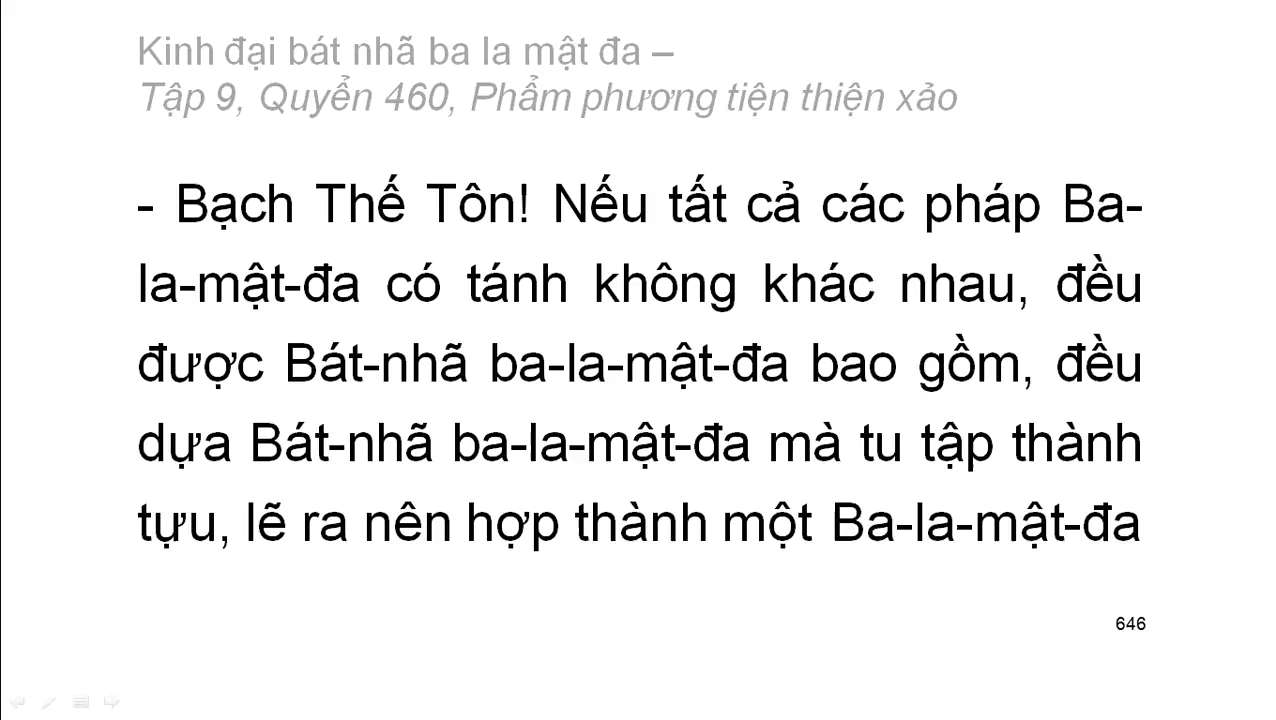 Kinh đại bát nhã ba la mật đa –
Tập 9, Quyển 460, Phẩm phương tiện thiện xảo
- Bạch Thế Tôn! Nếu tất cả các pháp Ba-
la-mật-đa có tánh không khác nhau, đều
được Bát-nhã ba-la-mật-đa bao gồm, đều
dựa Bát-nhã ba-la-mật-đa mà tu tập thành
tựu, lẽ ra nên hợp thành một Ba-la-mật-đa
646